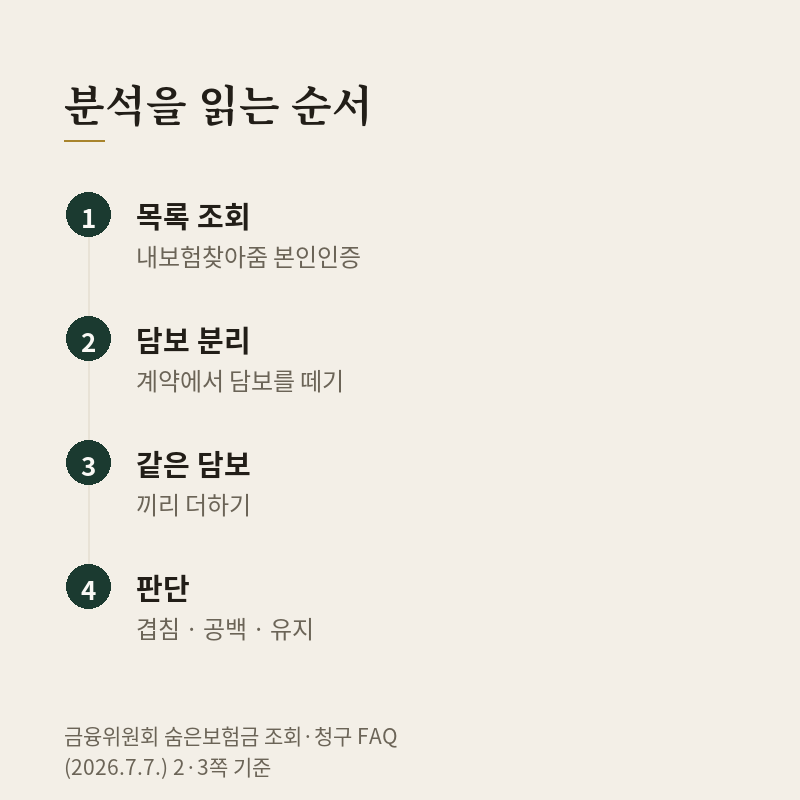 분석을 읽는 순서
1 목록 조회
내보험찾아줌 본인인증
2 담보 분리
계약에서 담보를 떼기
3 같은 담보
끼리 더하기
4 판단
겹침 · 공백 · 유지
금융위원회 숨은보험금 조회·청구 FAQ
(2026.7.7.) 2·3쪽 기준